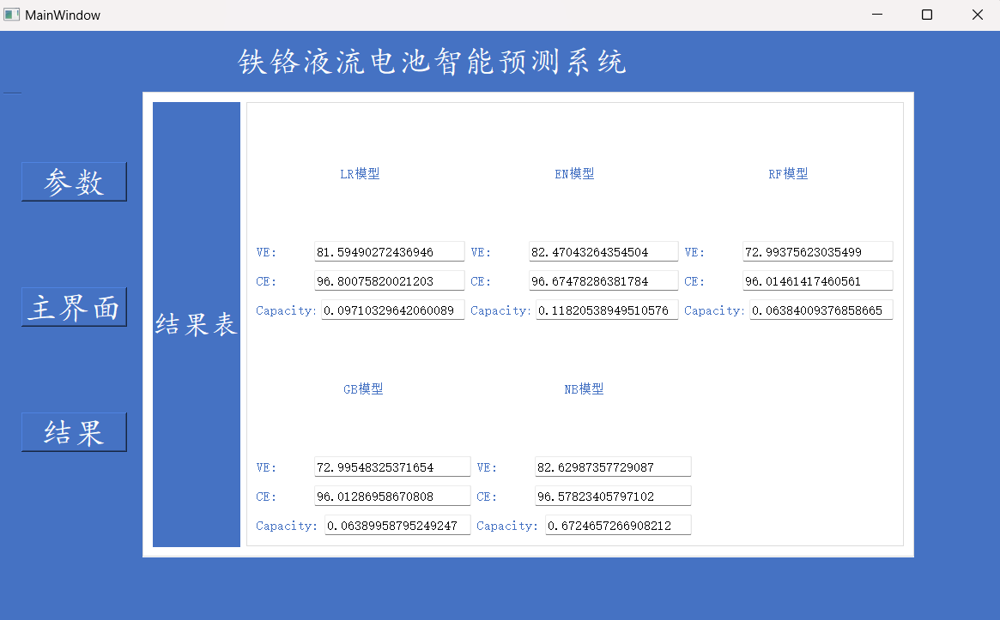 MainWindow
铁铬液流电池智能预测系统
参数
主界面
结果
结果表
LR模型 EN模型 RF模型
VE: 81.59490272436946 VE: 82.47043264354504 VE: 72.99375623035499
CE: 96.80075820021203 CE: 96.67478286381784 CE: 96.01461417460561
Capacity: 0.09710329642060089 Capacity: 0.11820538949510576 Capacity: 0.06384009376858665
GB模型 NB模型
VE: 72.99548325371654 VE: 82.62987357729087
CE: 96.01286958670808 CE: 96.57823405797102
Capacity: 0.06389958795249247 Capacity: 0.6724657266908212